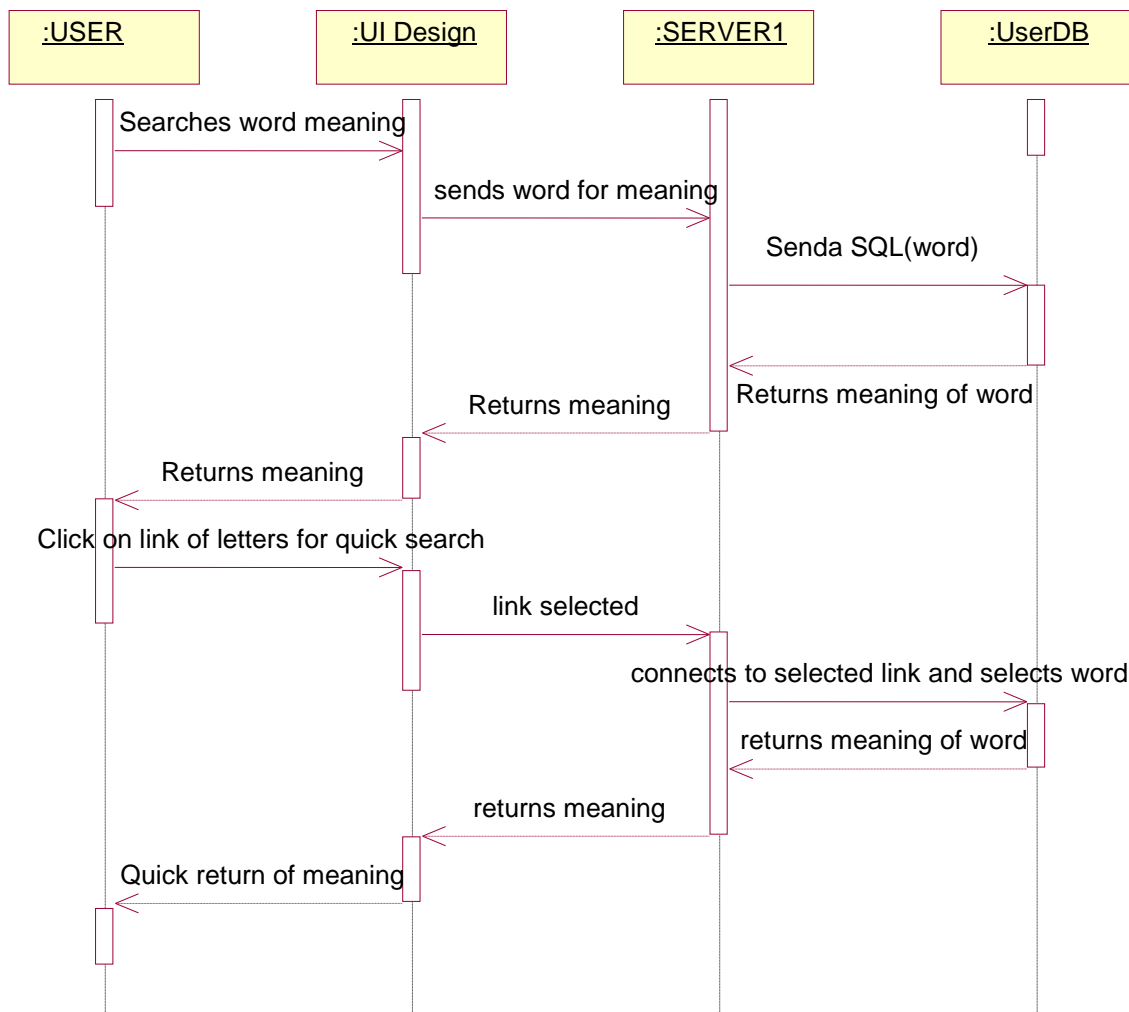 :USER
:UI Design
:SERVER1
:UserDB
Searches word meaning
sends word for meaning
Senda SQL(word)
Returns meaning of word
Returns meaning
Returns meaning
Click on link of letters for quick search
link selected
connects to selected link and selects word
returns meaning of word
returns meaning
Quick return of meaning